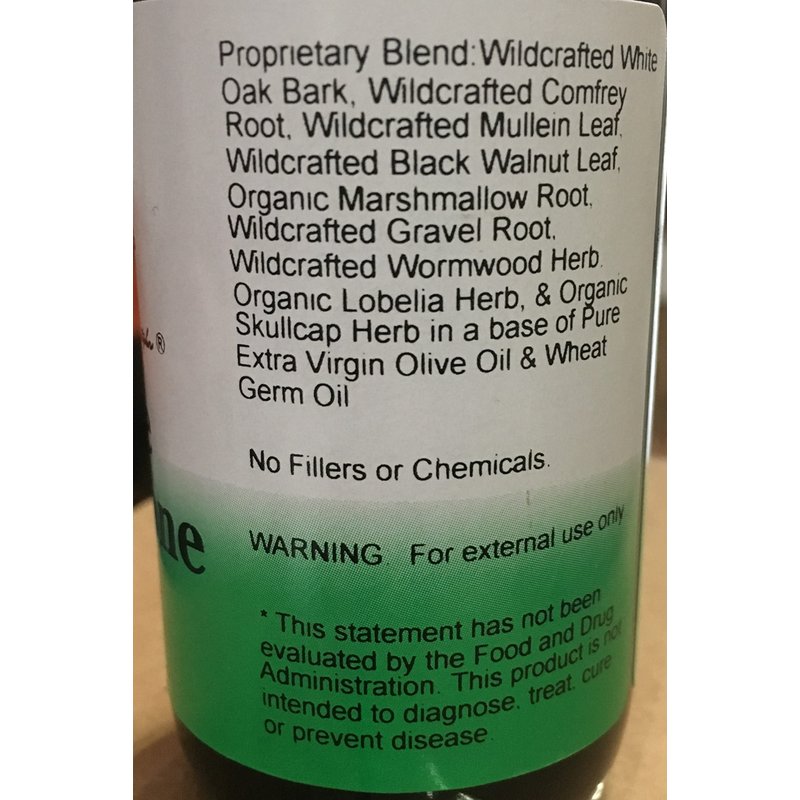 Proprietary Blend: Wildcrafted White
Oak Bark, Wildcrafted Comfrey
Root, Wildcrafted Mullein Leaf,
Wildcrafted Black Walnut Leaf,
Organic Marshmallow Root,
Wildcrafted Gravel Root,
Wildcrafted Wormwood Herb,
Organic Lobelia Herb, & Organic
Skullcap Herb in a base of Pure
Extra Virgin Olive Oil & Wheat
Germ Oil
®
No Fillers or Chemicals.
ne
WARNING: For external use only
* This statement has not been
evaluated by the Food and Drug
Administration. This product is not
intended to diagnose, treat, cure
or prevent disease.